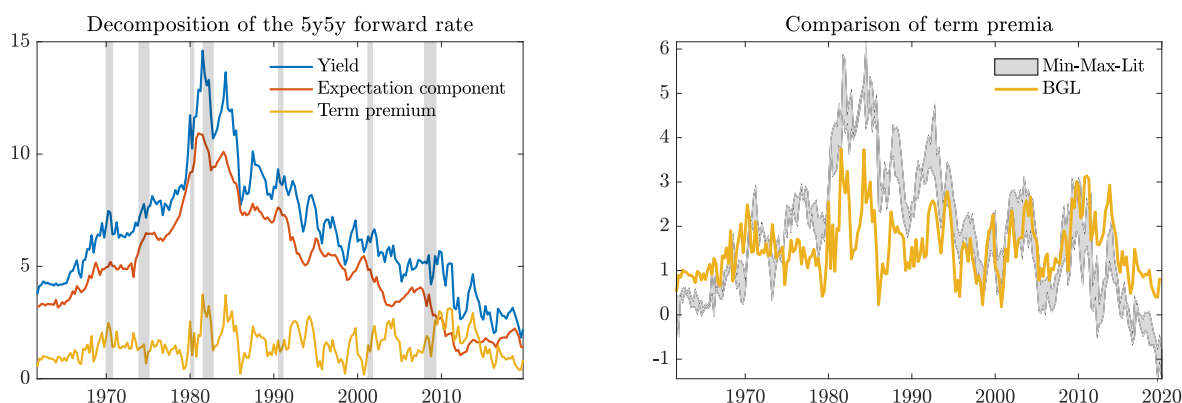 Decomposition of the 5y5y forward rate
15
10
5
0
Yield
Expectation component
Term premium
1970 1980 1990 2000 2010
Comparison of term premia
6
5
4
3
2
1
0
-1
Min-Max-Lit
BGL
1970 1980 1990 2000 2010 2020